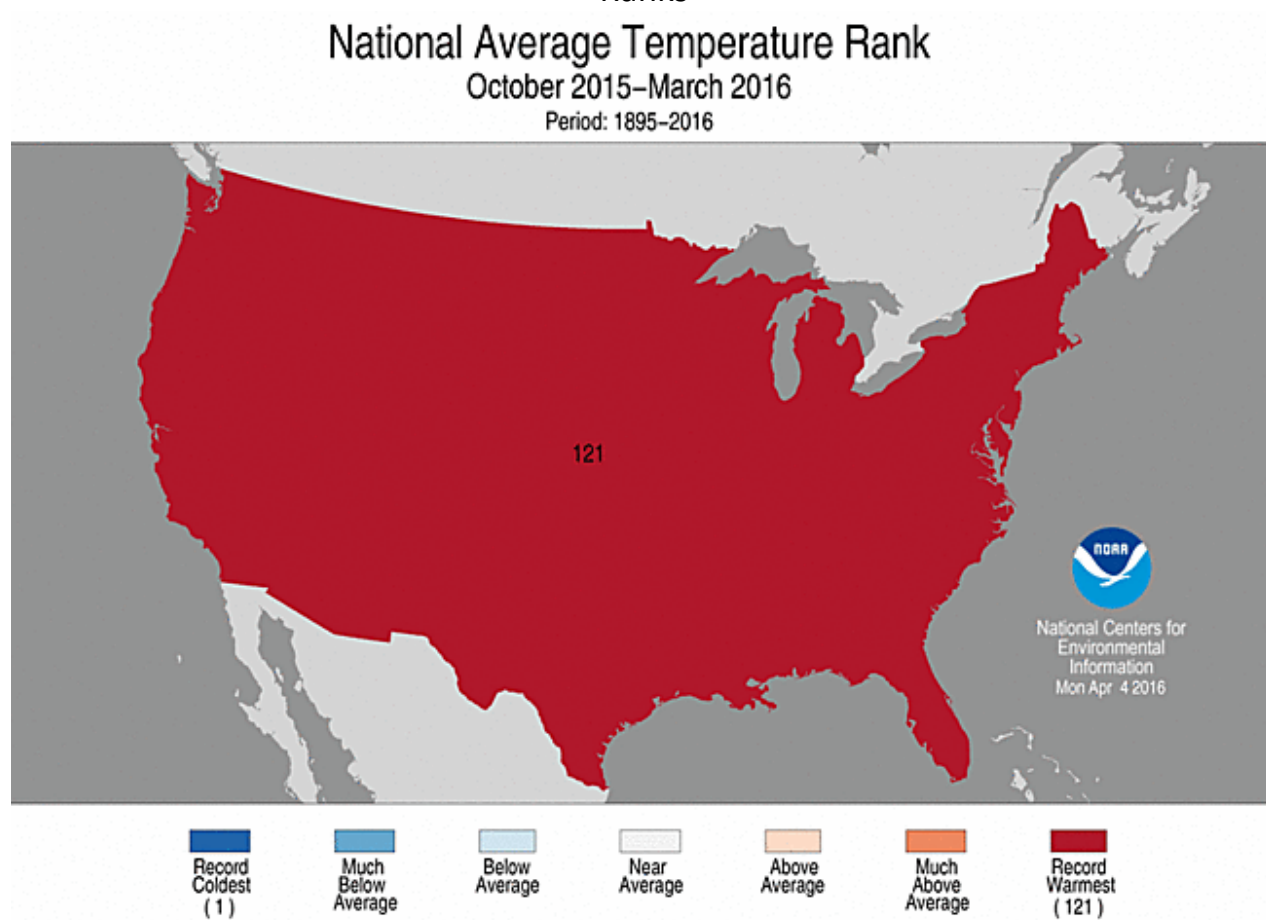 National Average Temperature Rank
October 2015–March 2016
Period: 1895–2016
121
NOAA
National Centers for
Environmental
Information
Mon Apr 4 2016
Record
Coldest
( 1 )
Much
Below
Average
Below
Average
Near
Average
Above
Average
Much
Above
Average
Record
Warmest
( 121 )